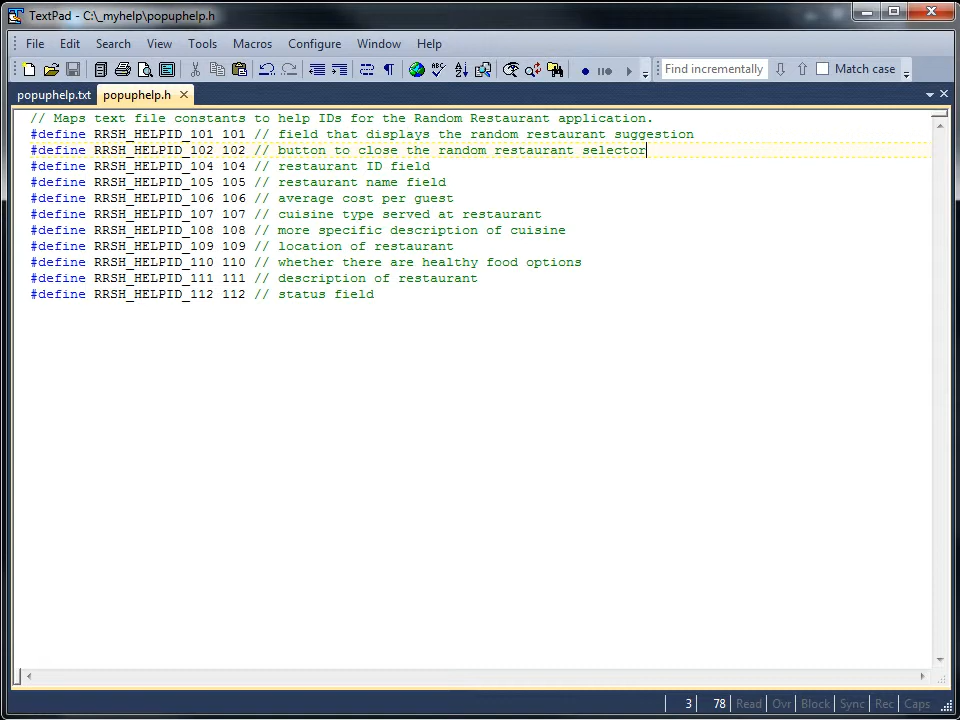 TextPad - C:\_myhelp\popuphelp.h
File Edit Search View Tools Macros Configure Window Help
Find incrementally Match case
popuphelp.txt popuphelp.h
// Maps text file constants to help IDs for the Random Restaurant application.
#define RRSH_HELPID_101 101 // field that displays the random restaurant suggestion
#define RRSH_HELPID_102 102 // button to close the random restaurant selector
#define RRSH_HELPID_104 104 // restaurant ID field
#define RRSH_HELPID_105 105 // restaurant name field
#define RRSH_HELPID_106 106 // average cost per guest
#define RRSH_HELPID_107 107 // cuisine type served at restaurant
#define RRSH_HELPID_108 108 // more specific description of cuisine
#define RRSH_HELPID_109 109 // location of restaurant
#define RRSH_HELPID_110 110 // whether there are healthy food options
#define RRSH_HELPID_111 111 // description of restaurant
#define RRSH_HELPID_112 112 // status field
3 78 Read Ovr Block Sync Rec Caps